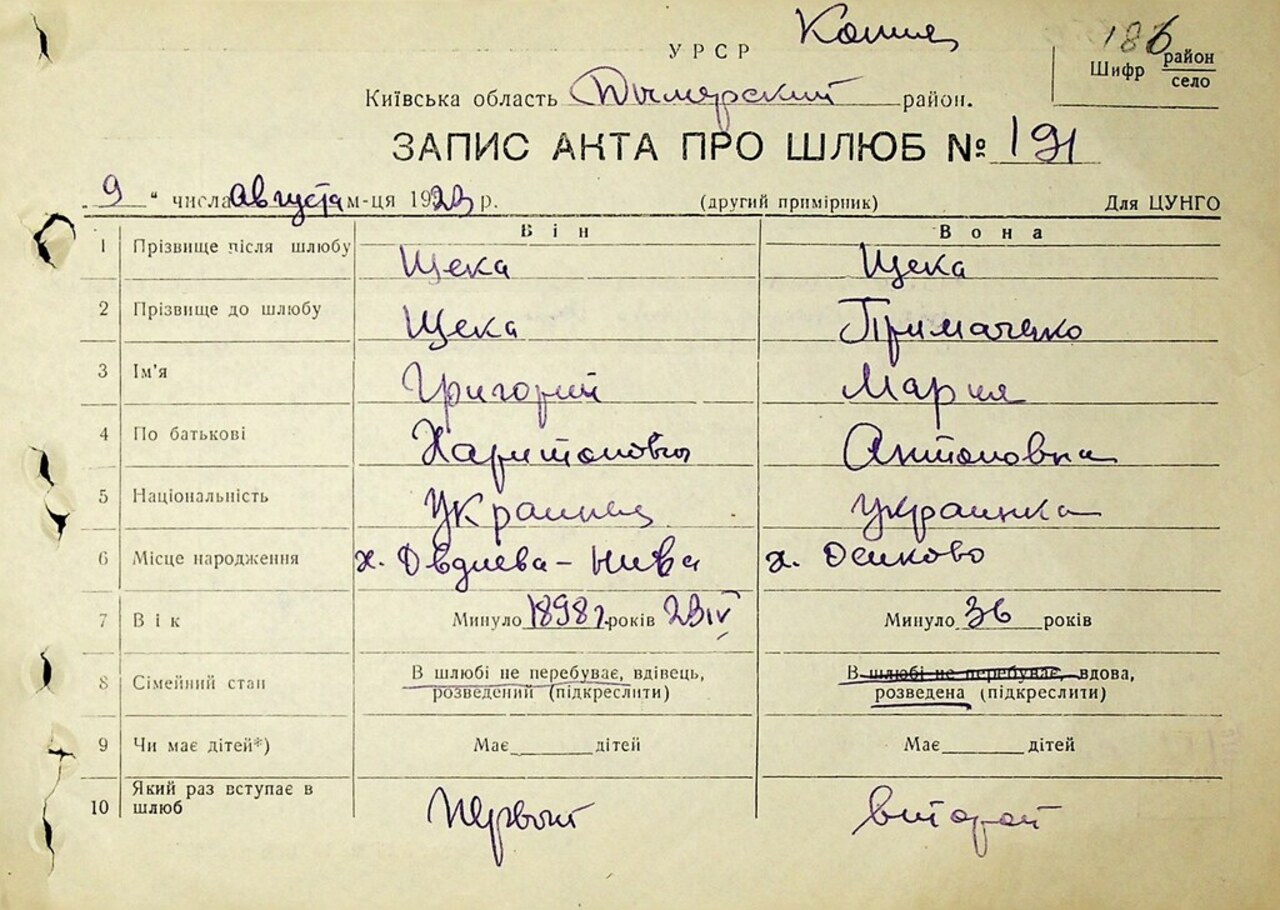 Копия
186
УРСР
Шифр район село
Київська область Дымерский район.
ЗАПИС АКТА ПРО ШЛЮБ № 191
9 " числа Августа м-ця 1923 р. (другий примірник) Для ЦУНГО
Він Вона
1 Прізвище після шлюбу Щека Щека
2 Прізвище до шлюбу Щека Примаченко
3 Ім'я Григорий Мария
4 По батькові Харитонович Антоновна
5 Національність Украинец украинка
6 Місце народження х. Овдиева-Нива х. Осиково
7 Вік Минуло 1898 г. років 23 IV Минуло 36 років
8 Сімейний стан В шлюбі не перебуває, вдівець, розведений (підкреслити) В шлюбі не перебуває, вдова, розведена (підкреслити)
9 Чи має дітей*) Має дітей Має дітей
10 Який раз вступає в шлюб Первый второй